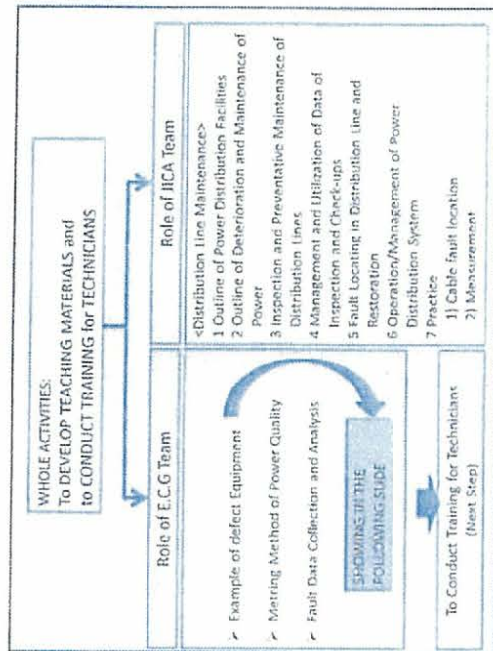 WHOLE ACTIVITIES:
To DEVELOP TEACHING MATERIALS and
to CONDUCT TRAINING for TECHNICIANS
Role of E.C.G Team
➢ Example of defect Equipment
➢ Metring Method of Power Quality
➢ Fault Data Collection and Analysis
SHOWING IN THE
FOLLOWING SLIDE
To Conduct Training for Technicians
(Next Step)
Role of JICA Team
<Distribution Line Maintenance>
1 Outline of Power Distribution Facilities
2 Outline of Deterioration and Maintenance of
Power
3 Inspection and Preventative Maintenance of
Distribution Lines
4 Management and Utilization of Data of
Inspection and Check-ups
5 Fault Locating in Distribution Line and
Restoration
6 Operation/Management of Power
Distribution System
7 Practice
1) Cable fault location
2) Measurement